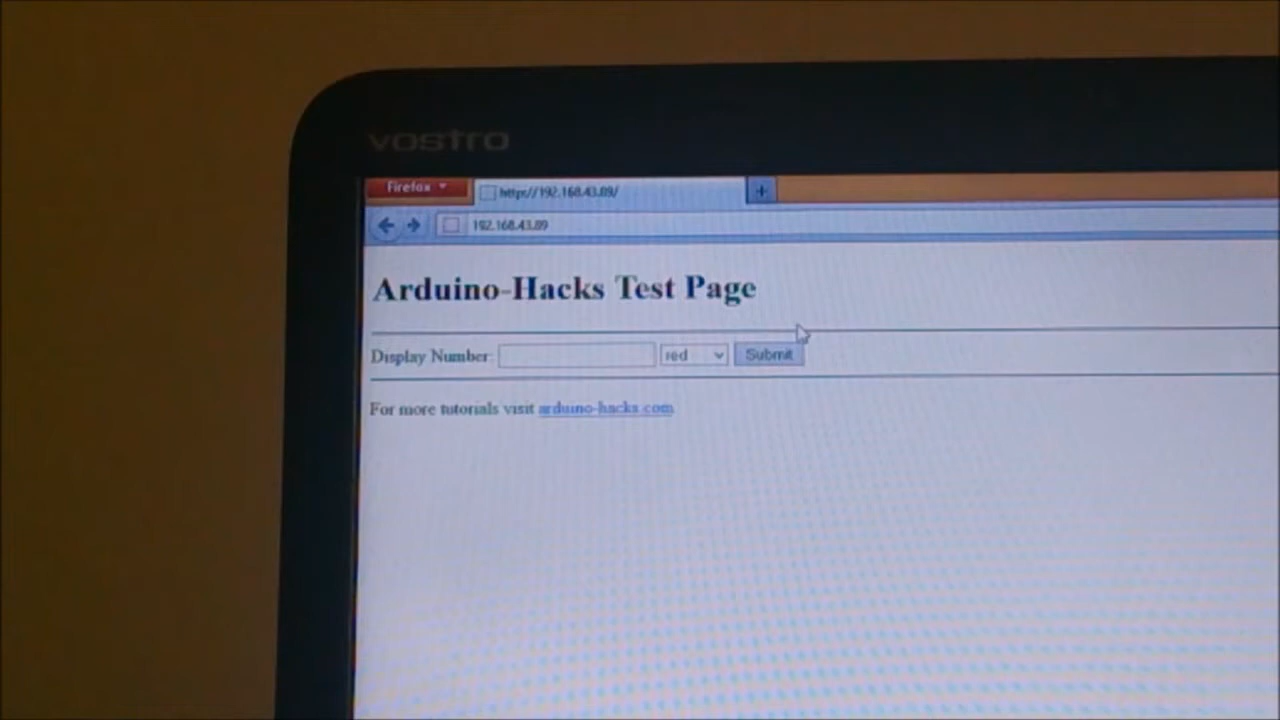 vostro
Firefox
http://192.168.43.89/
192.168.43.89
Arduino-Hacks Test Page
Display Number: red Submit
For more tutorials visit arduino-hacks.com